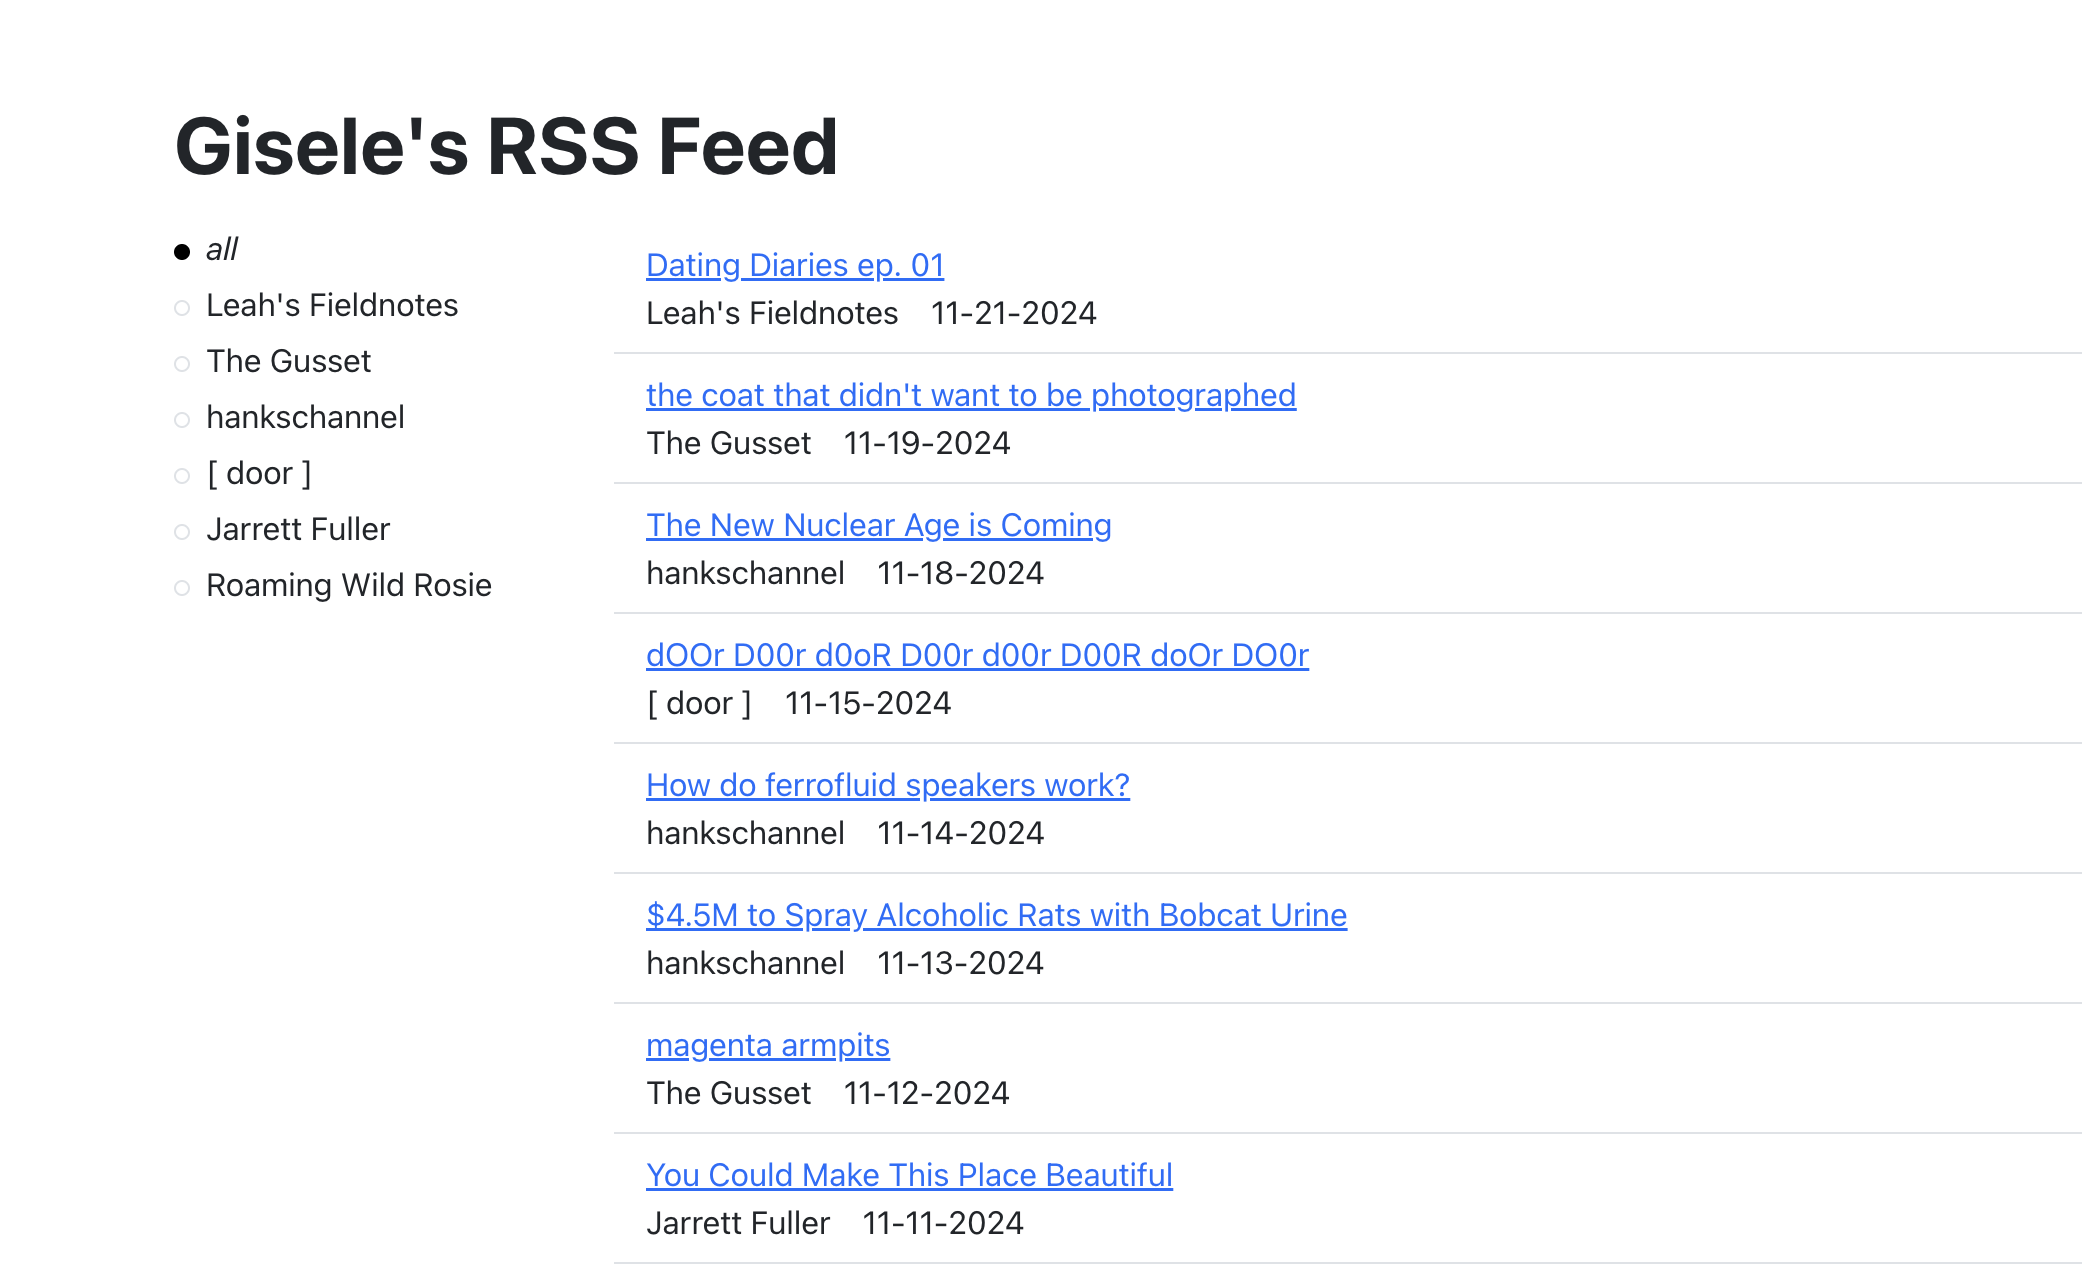 Gisele's RSS Feed
all
Leah's Fieldnotes
The Gusset
hankschannel
[ door ]
Jarrett Fuller
Roaming Wild Rosie
Dating Diaries ep. 01
Leah's Fieldnotes 11-21-2024
the coat that didn't want to be photographed
The Gusset 11-19-2024
The New Nuclear Age is Coming
hankschannel 11-18-2024
dOOr D00r d0oR D00r d00r D00R doOr DO0r
[ door ] 11-15-2024
How do ferrofluid speakers work?
hankschannel 11-14-2024
$4.5M to Spray Alcoholic Rats with Bobcat Urine
hankschannel 11-13-2024
magenta armpits
The Gusset 11-12-2024
You Could Make This Place Beautiful
Jarrett Fuller 11-11-2024